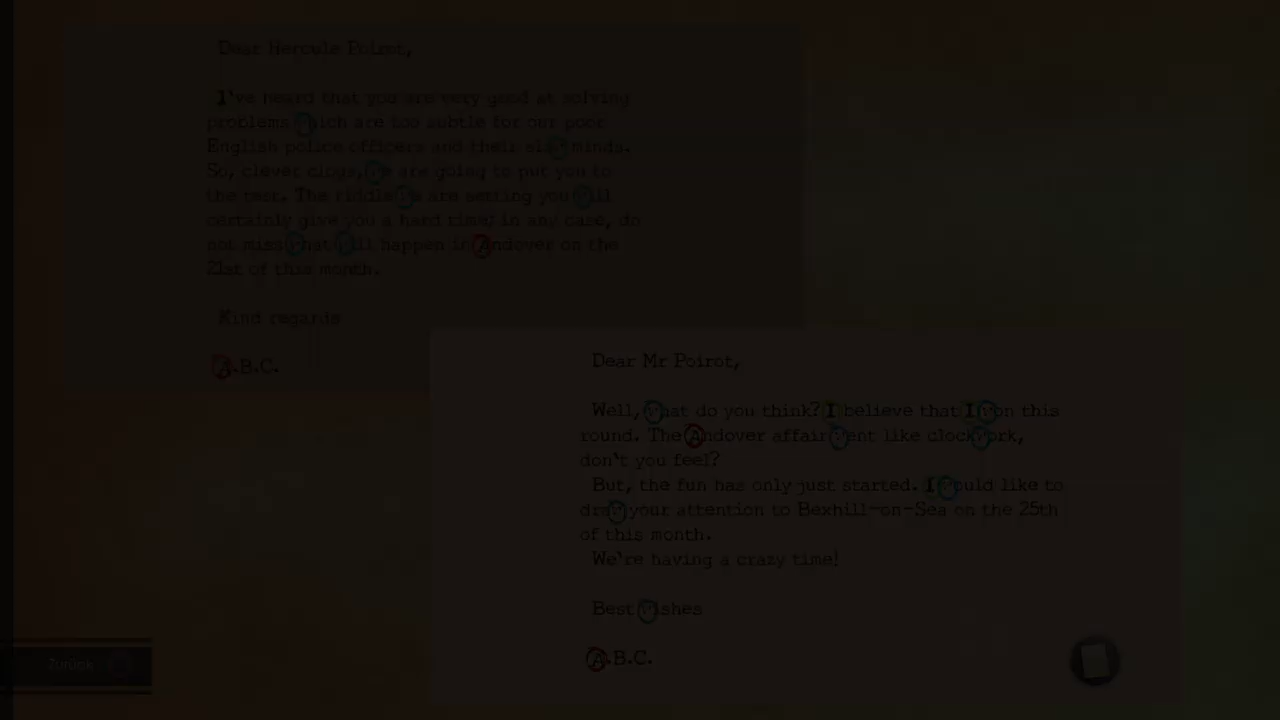 Dear Hercule Poirot,
I've heard that you are very good at solving
problems which are too subtle for our poor
English police officers and their slow minds.
So, clever clogs, we are going to put you to
the test. The riddles we are setting you will
certainly give you a hard time; in any case, do
not miss what will happen in Andover on the
21st of this month.
Kind regards
A.B.C.
Dear Mr Poirot,
Well, what do you think? I believe that I won this
round. The Andover affair went like clockwork,
don't you feel?
But, the fun has only just started. I would like to
draw your attention to Bexhill-on-Sea on the 25th
of this month.
We're having a crazy time!
Best wishes
A.B.C.
Zurück